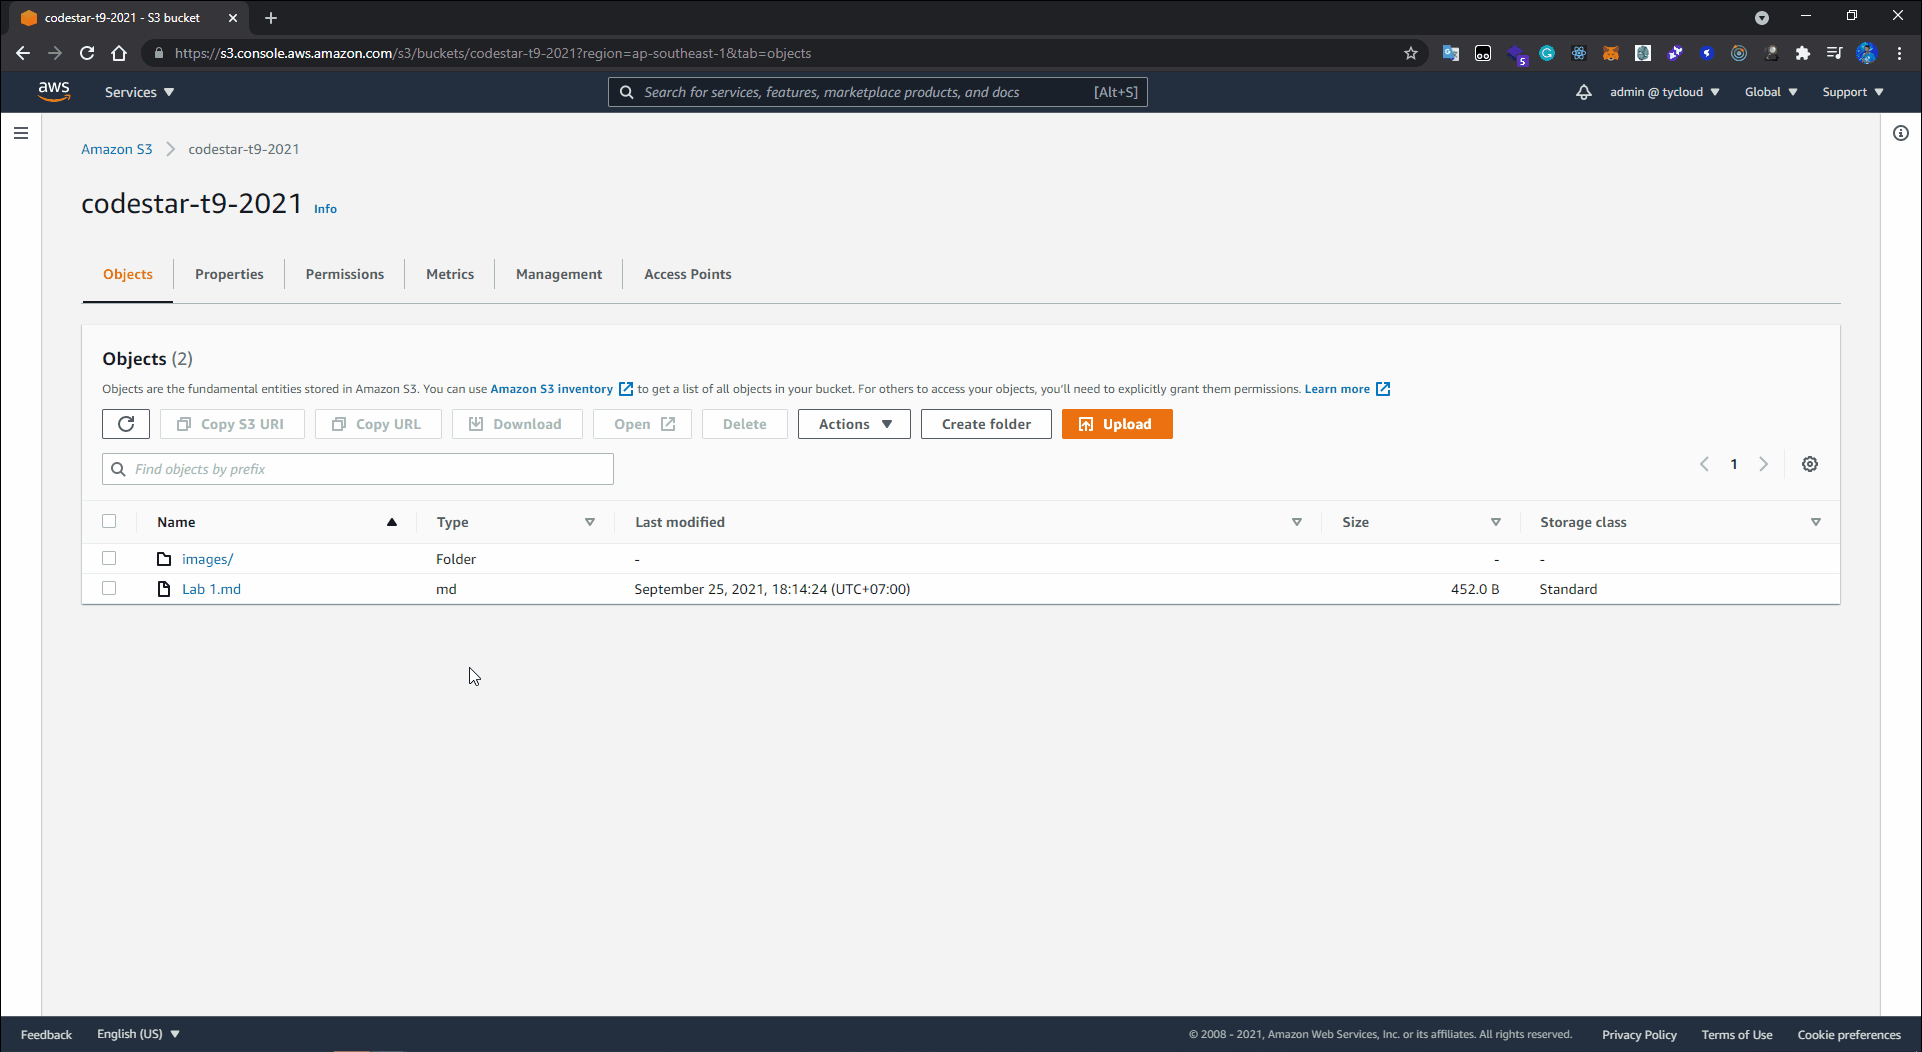 codestar-t9-2021 - S3 bucket
https://s3.console.aws.amazon.com/s3/buckets/codestar-t9-2021?region=ap-southeast-1&tab=objects
5
aws Services Search for services, features, marketplace products, and docs [Alt+S] admin @ tycloud Global Support
Amazon S3 codestar-t9-2021
codestar-t9-2021 Info
Objects Properties Permissions Metrics Management Access Points
Objects (2)
Objects are the fundamental entities stored in Amazon S3. You can use Amazon S3 inventory to get a list of all objects in your bucket. For others to access your objects, you'll need to explicitly grant them permissions. Learn more
Copy S3 URI Copy URL Download Open Delete Actions Create folder Upload
Find objects by prefix 1
Name Type Last modified Size Storage class
images/ Folder - - -
Lab 1.md md September 25, 2021, 18:14:24 (UTC+07:00) 452.0 B Standard
Feedback English (US) © 2008 - 2021, Amazon Web Services, Inc. or its affiliates. All rights reserved. Privacy Policy Terms of Use Cookie preferences